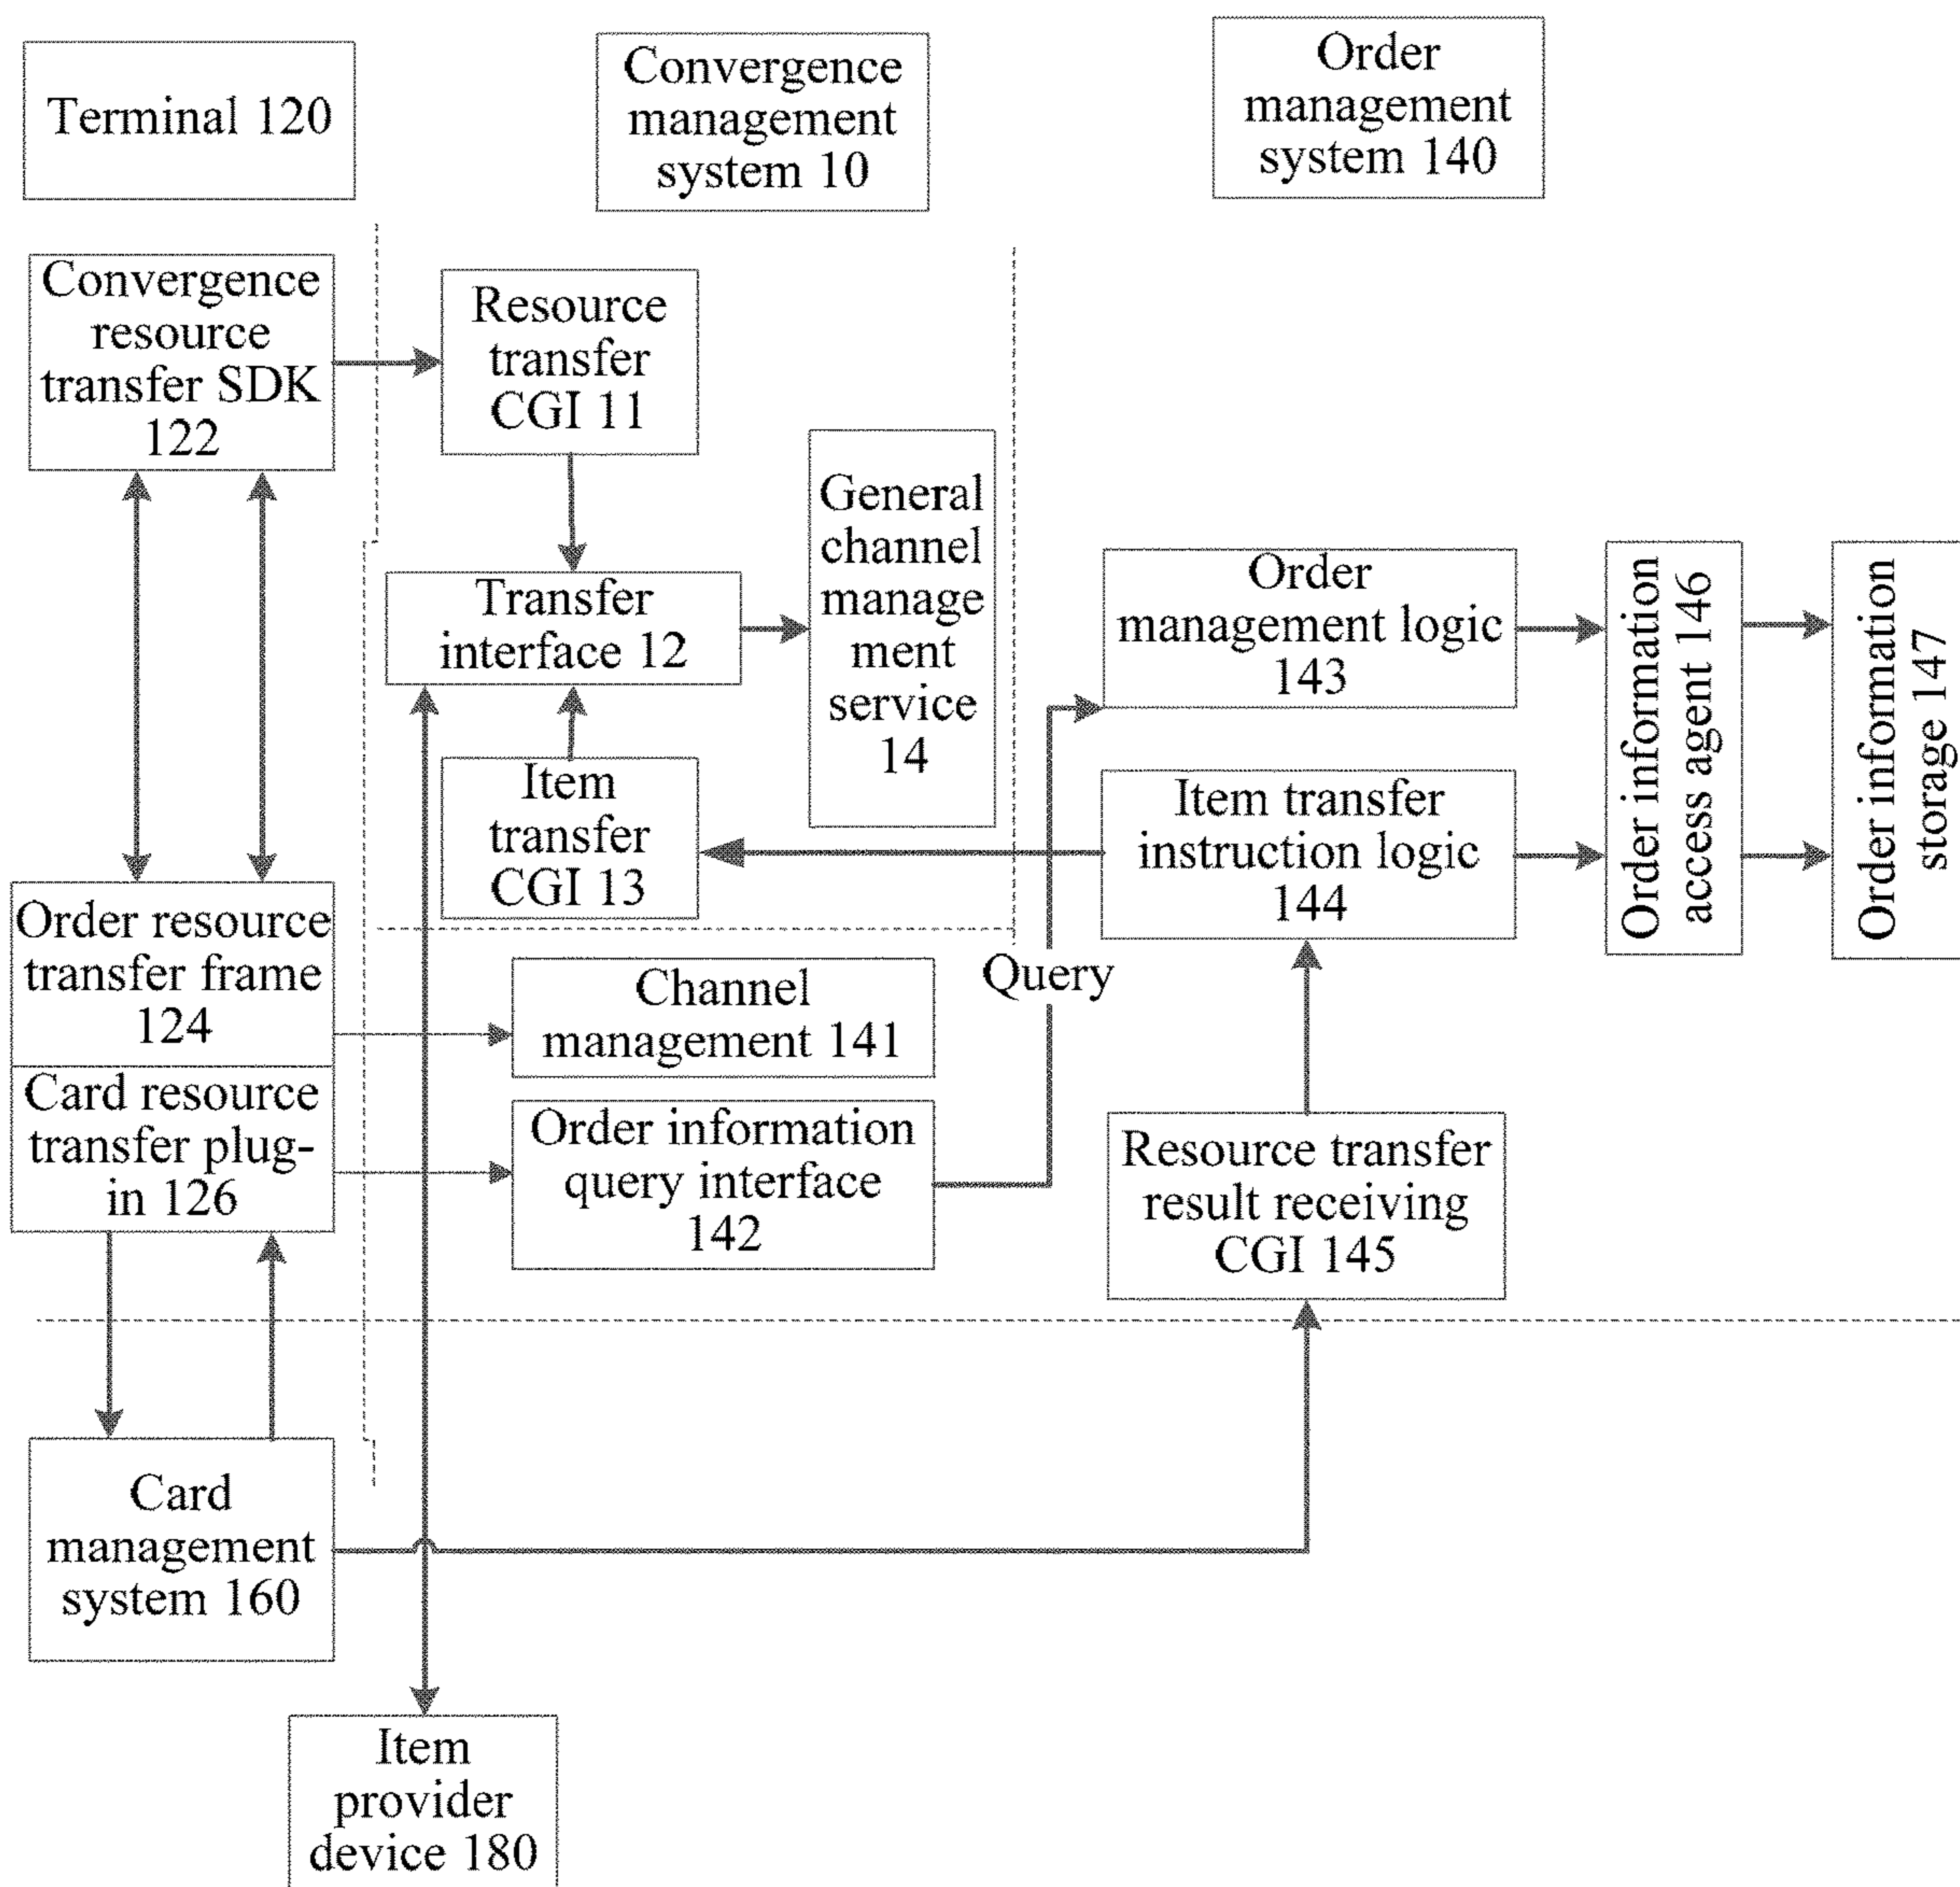 Terminal 120
Convergence
management
system 10
Order
management
system 140
Convergence
resource
transfer SDK
122
Resource
transfer
CGI 11
General
channel
manage
ment
service
14
Transfer
interface 12
Item
transfer
CGI 13
Order
management logic
143
Item transfer
instruction logic
144
Order information
access agent 146
Order information
storage 147
Order resource
transfer frame
124
Card resource
transfer plug-
in 126
Channel
management 141
Query
Order information
query interface
142
Resource transfer
result receiving
CGI 145
Card
management
system 160
Item
provider
device 180